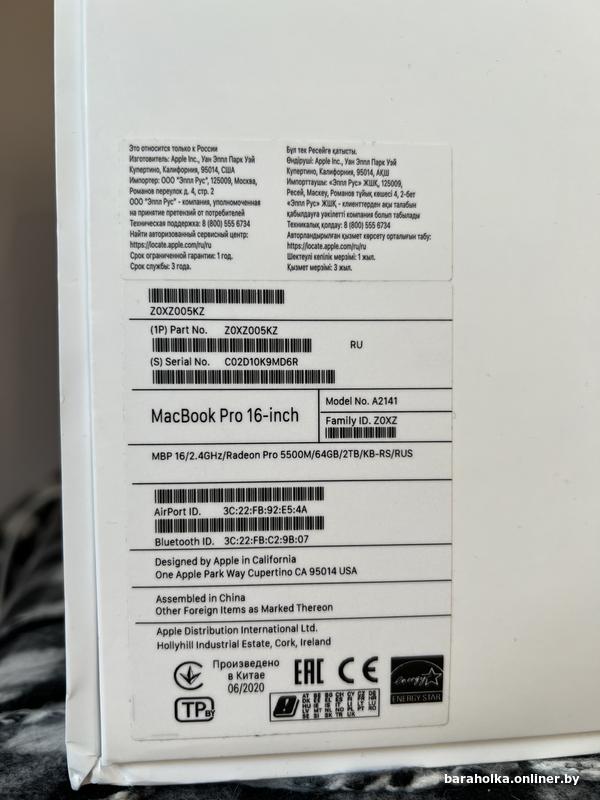 Это относится только к России
Изготовитель: Apple Inc., Уан Эппл Парк Уэй
Купертино, Калифорния, 95014, США
Импортер: ООО "Эппл Рус", 125009, Москва,
Романов переулок д. 4, стр. 2
ООО "Эппл Рус" - компания, уполномоченная
на принятие претензий от потребителей
Техническая поддержка: 8 (800) 555 6734
Найти авторизованный сервисный центр:
https://locate.apple.com/ru/ru
Срок ограниченной гарантии: 1 год.
Срок службы: 3 года.
Бұл тек Ресейге қатысты.
Өндіруші: Apple Inc., Уан Эппл Парк Уэй
Купертино, Калифорния, 95014, АҚШ
Импорттаушы: «Эппл Рус» ЖШҚ, 125009,
Ресей, Мәскеу, Романов тұйық көшесі 4, 2-бет
«Эппл Рус» ЖШҚ - клиенттерден ақы талабын
қабылдауға уәкілетті компания болып табылады
Техникалық қолдау: 8 (800) 555 6734
Авторландырылған қызмет көрсету орталығын табу:
https://locate.apple.com/ru/ru
Шектеулі кепілік мерзімі: 1 жыл.
Қызмет мерзімі: 3 жыл.
Z0XZ005KZ
(1P) Part No. Z0XZ005KZ
RU
(S) Serial No. C02D10K9MD6R
MacBook Pro 16-inch
Model No. A2141
Family ID. Z0XZ
MBP 16/2.4GHz/Radeon Pro 5500M/64GB/2TB/KB-RS/RUS
AirPort ID. 3C:22:FB:92:E5:4A
Bluetooth ID. 3C:22:FB:C2:9B:07
Designed by Apple in California
One Apple Park Way Cupertino CA 95014 USA
Assembled in China
Other Foreign Items as Marked Thereon
Apple Distribution International Ltd.
Hollyhill Industrial Estate, Cork, Ireland
Произведено
в Китае
06/2020
EAC CE
energy
ENERGY STAR
TP BY
baraholka.onliner.by